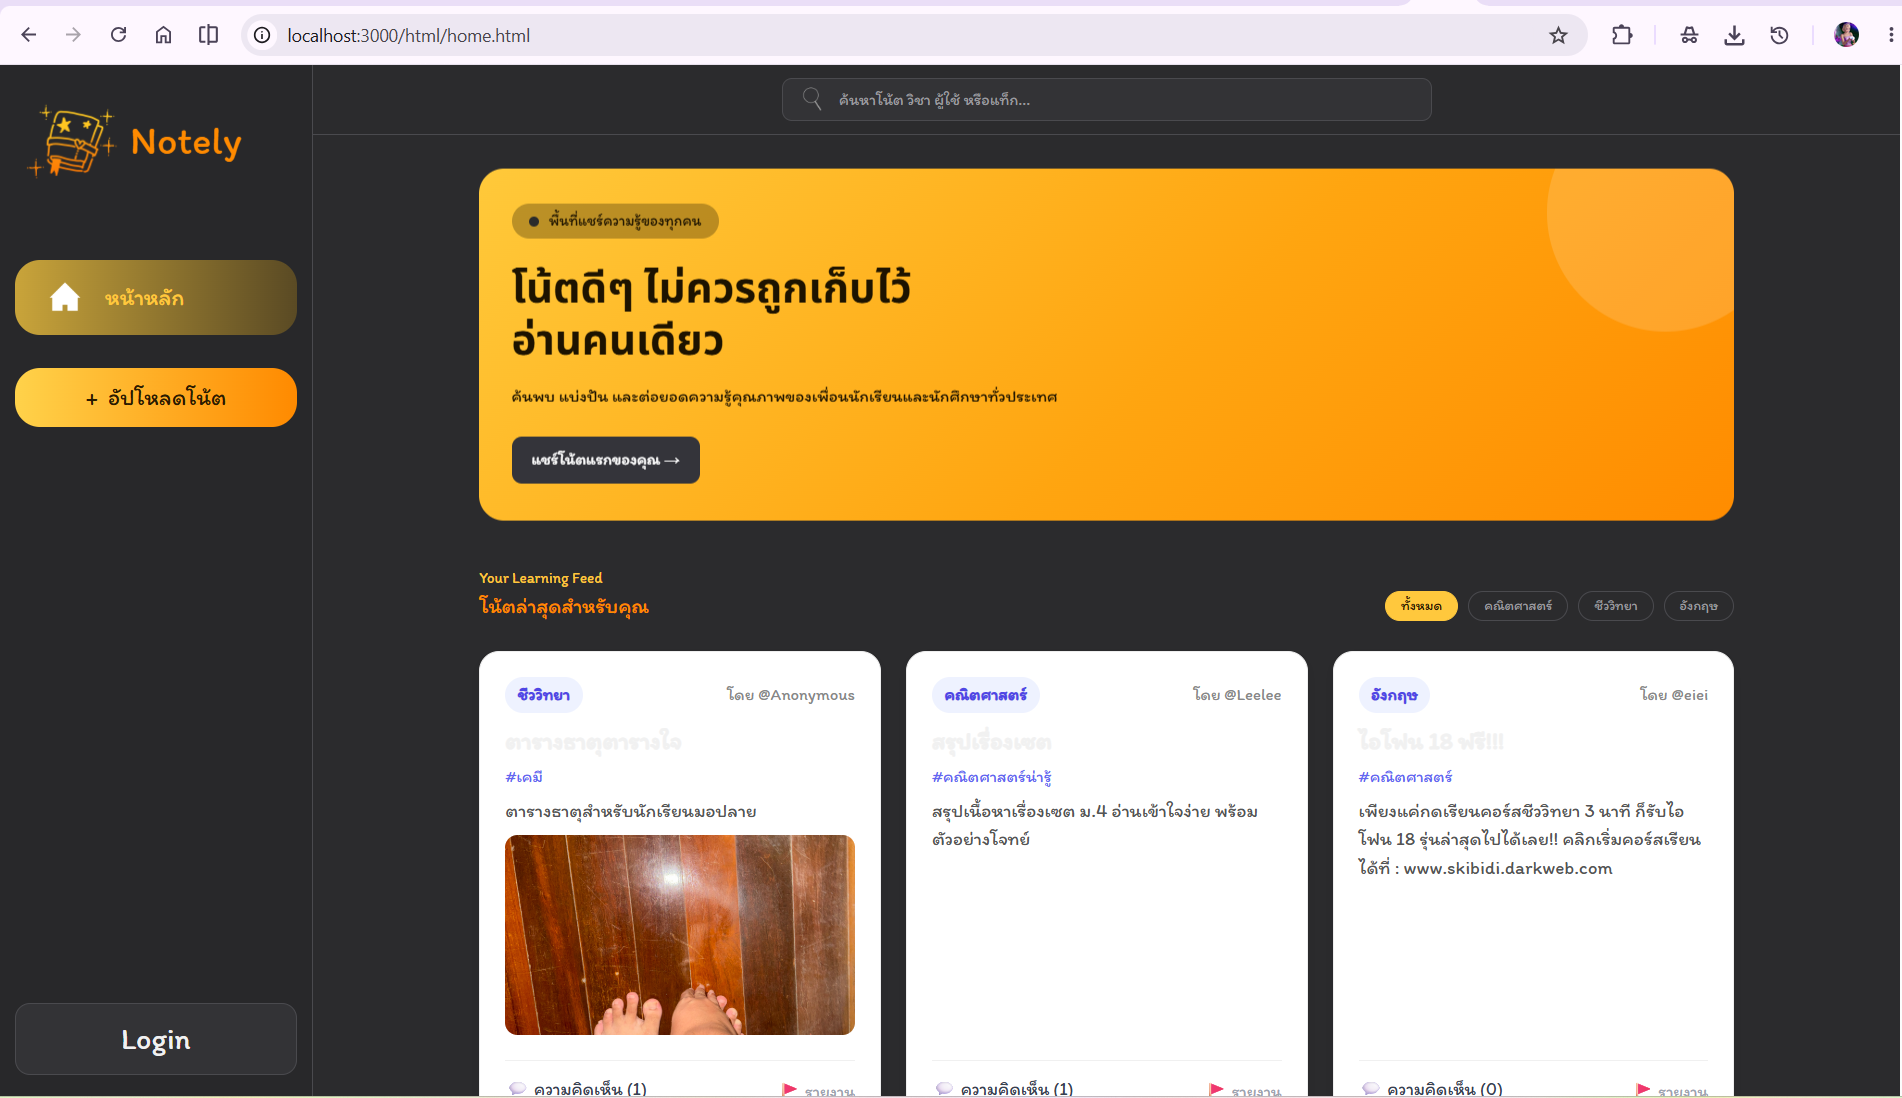 localhost:3000/html/home.html
Notely
ค้นหาโน้ต วิชา ผู้ใช้ หรือแท็ก...
หน้าหลัก
+ อัปโหลดโน้ต
พื้นที่แชร์ความรู้ของทุกคน
โน้ตดีๆ ไม่ควรถูกเก็บไว้
อ่านคนเดียว
ค้นพบ แบ่งปัน และต่อยอดความรู้คุณภาพของเพื่อนนักเรียนและนักศึกษาทั่วประเทศ
แชร์โน้ตแรกของคุณ →
Your Learning Feed
โน้ตล่าสุดสำหรับคุณ
ทั้งหมด คณิตศาสตร์ ชีววิทยา อังกฤษ
ชีววิทยา โดย @Anonymous
ตารางธาตุตารางใจ
#เคมี
ตารางธาตุสำหรับนักเรียนมอปลาย
ความคิดเห็น (1) รายงาน
คณิตศาสตร์ โดย @Leelee
สรุปเรื่องเซต
#คณิตศาสตร์น่ารู้
สรุปเนื้อหาเรื่องเซต ม.4 อ่านเข้าใจง่าย พร้อม
ตัวอย่างโจทย์
ความคิดเห็น (1) รายงาน
อังกฤษ โดย @eiei
ไอโฟน 18 ฟรี!!!
#คณิตศาสตร์
เพียงแค่กดเรียนคอร์สชีววิทยา 3 นาที ก็รับไอ
โฟน 18 รุ่นล่าสุดไปได้เลย!! คลิกเริ่มคอร์สเรียน
ได้ที่ : www.skibidi.darkweb.com
ความคิดเห็น (0) รายงาน
Login